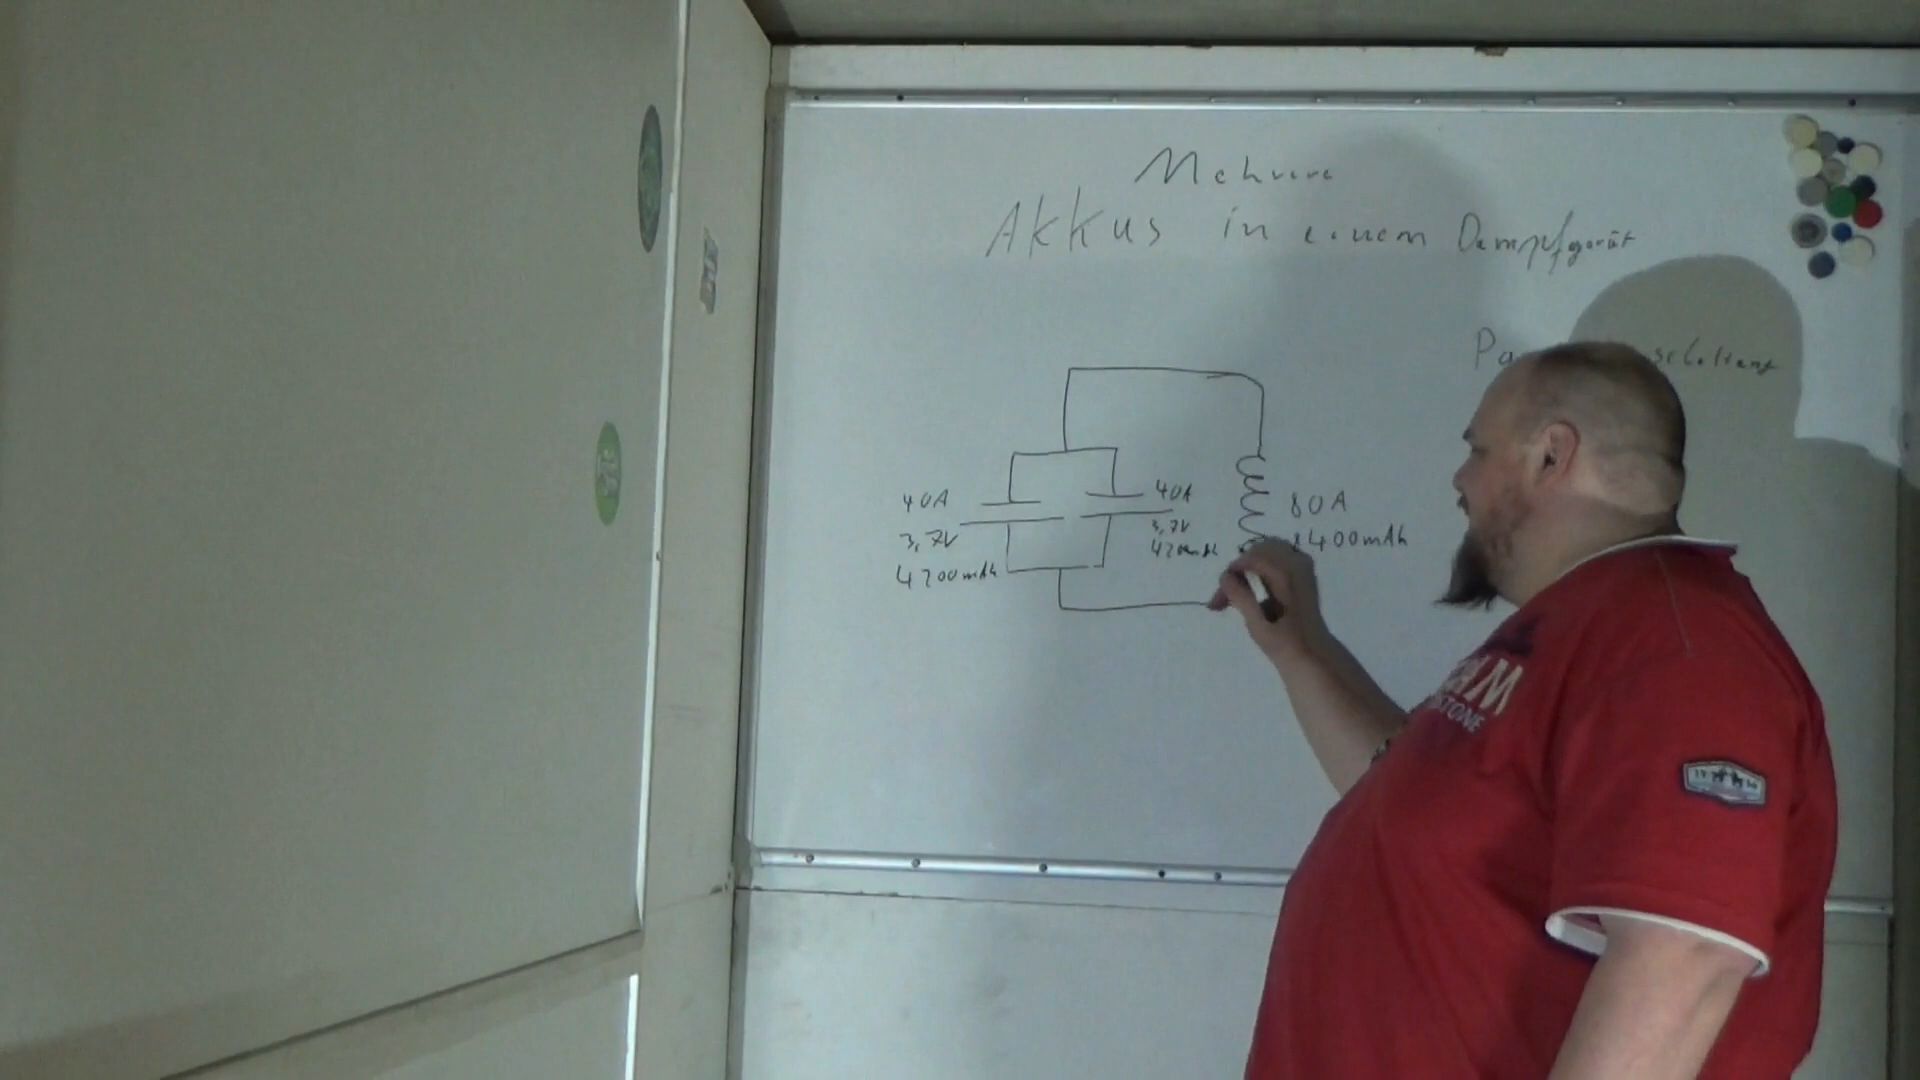 Mehrere
Akkus in einem Dampfgerät
40A
3,7V
4200mAh
40A
3,7V
4200mAh
80A
8400mAh